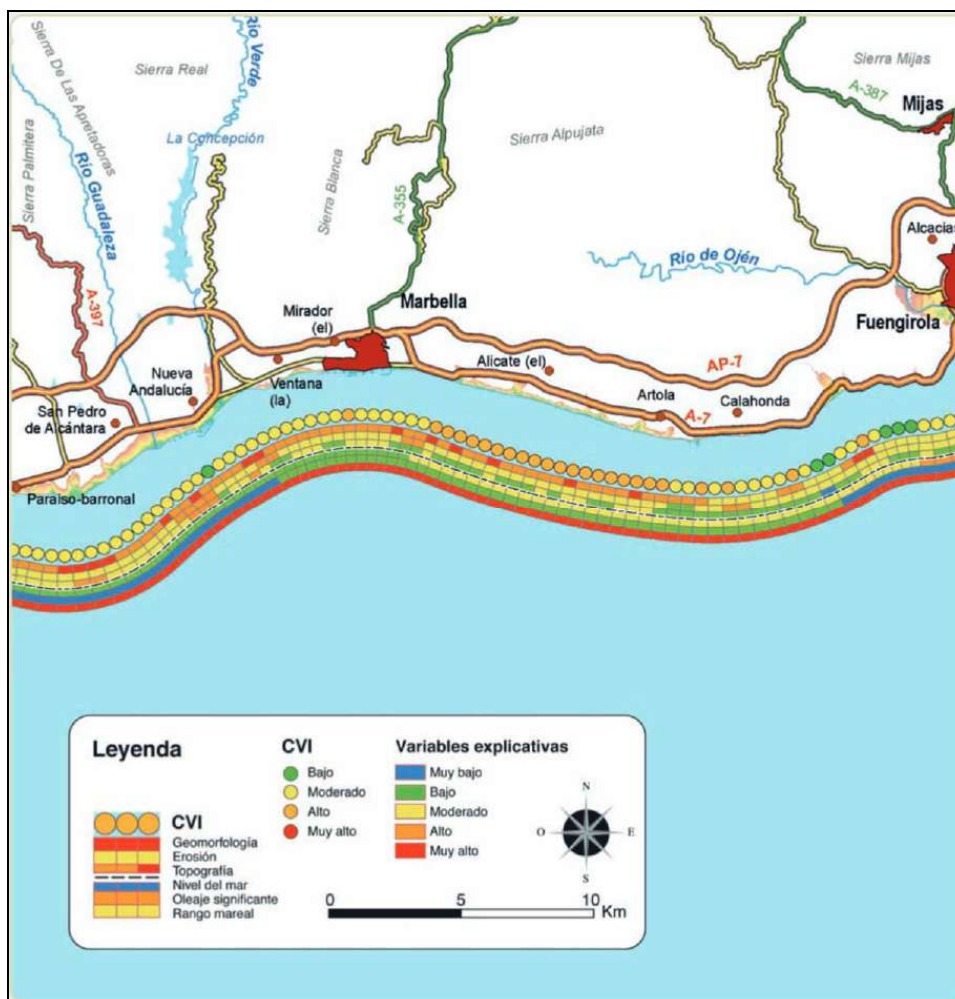 Río Verde
Sierra De Las Apretadoras
Sierra Real
Sierra Mijas
A-387
Mijas
La Concepción
Sierra Palmitera
Río Guadaleza
Sierra Blanca
A-355
Sierra Alpujata
Alcacias
Río de Ojén
A-397
Mirador
(el)
Marbella
Fuengirola
Nueva
Andalucía
Ventana
(la)
Alicate (el)
AP-7
San Pedro
de Alcántara
Artola
A-7
Calahonda
Paraiso-barronal
Leyenda
CVI
Geomorfología
Erosión
Topografía
Nivel del mar
Oleaje significante
Rango mareal
CVI
Bajo
Moderado
Alto
Muy alto
Variables explicativas
Muy bajo
Bajo
Moderado
Alto
Muy alto
N
O
E
S
0 5 10
Km